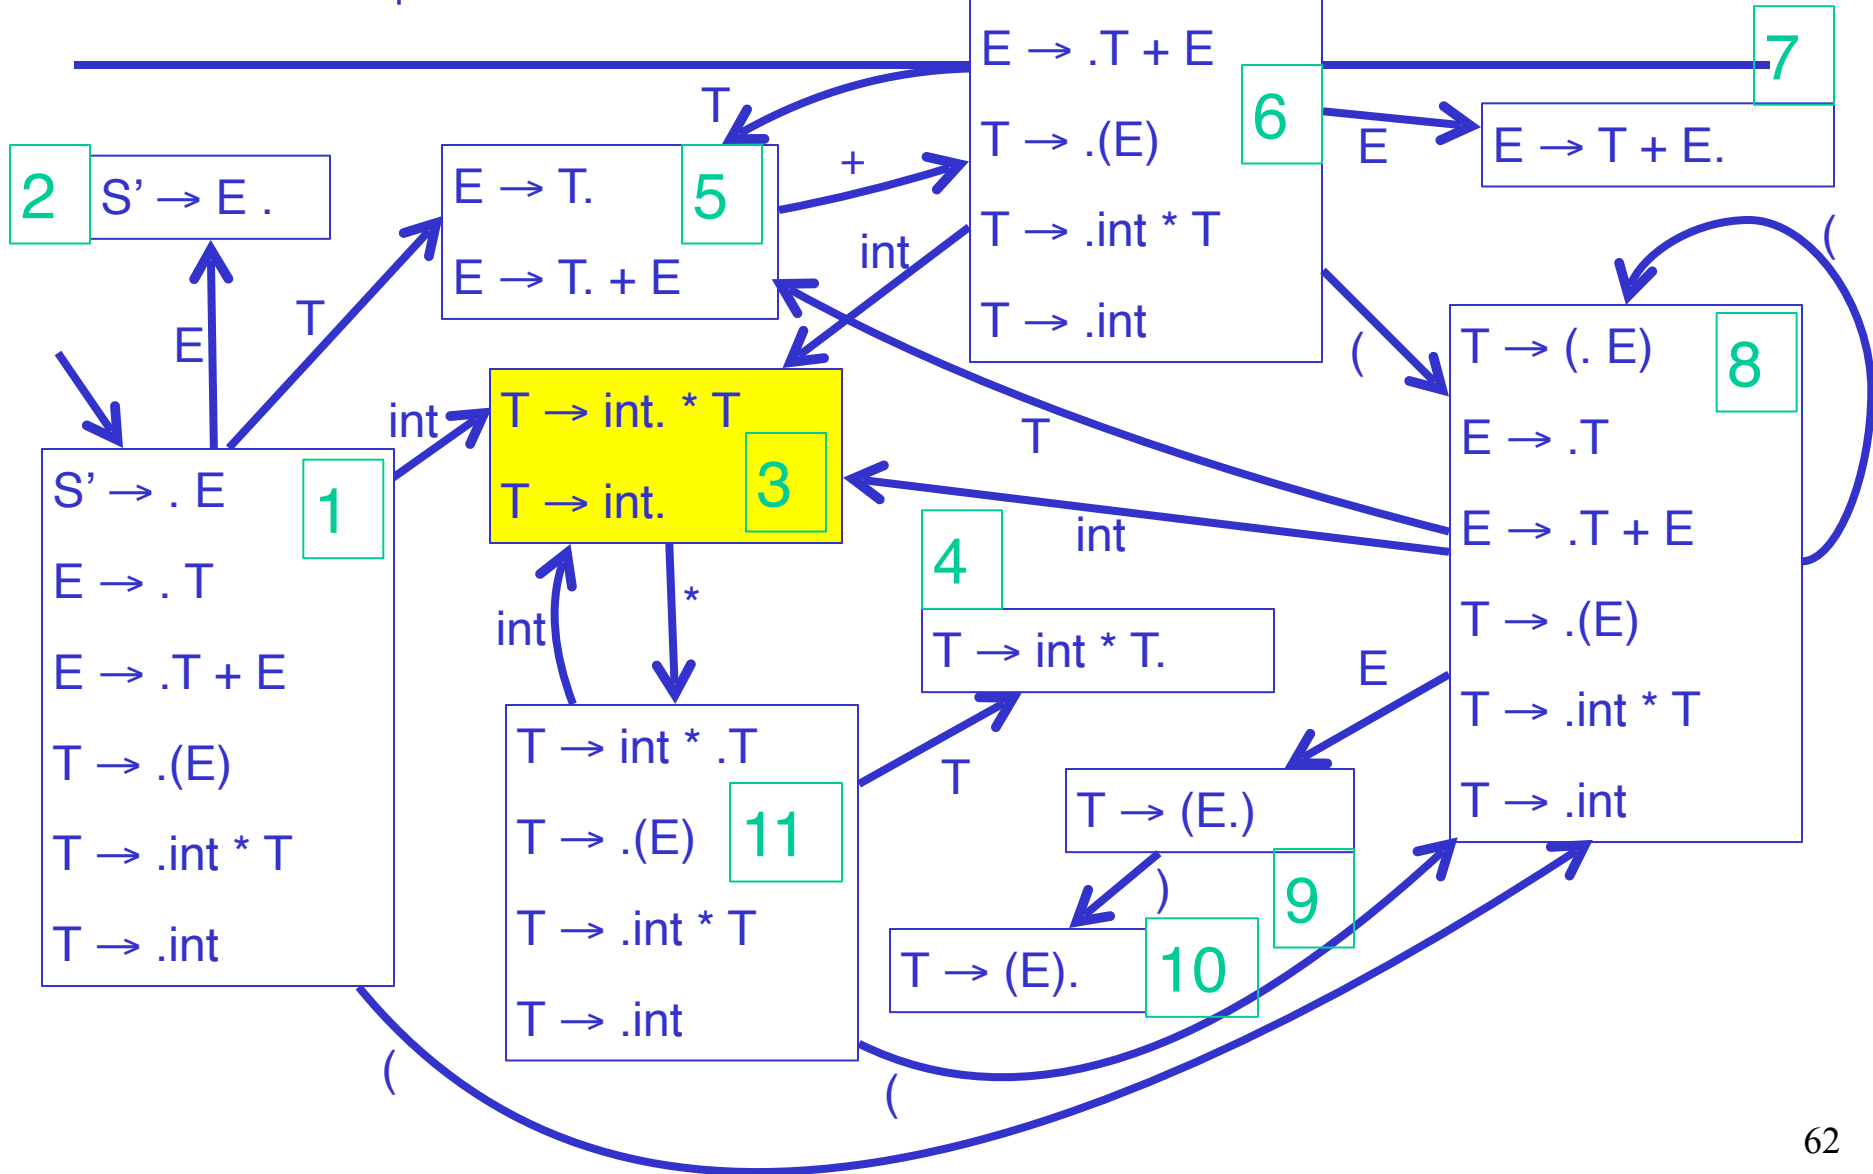 E → .T + E
T → .(E)
T → .int * T
T → .int
6
7
E → T + E.
E
T
+
int
(
2
S’ → E .
E → T.
E → T. + E
5
E
T
int
T → int. * T
T → int.
3
T
int
(
T → (. E)
E → .T
E → .T + E
T → .(E)
T → .int * T
T → .int
8
S’ → . E
E → . T
E → .T + E
T → .(E)
T → .int * T
T → .int
1
int
*
4
T → int * T.
E
T → int * .T
T → .(E)
T → .int * T
T → .int
11
T
T → (E.)
9
)
T → (E).
10
(
(
62